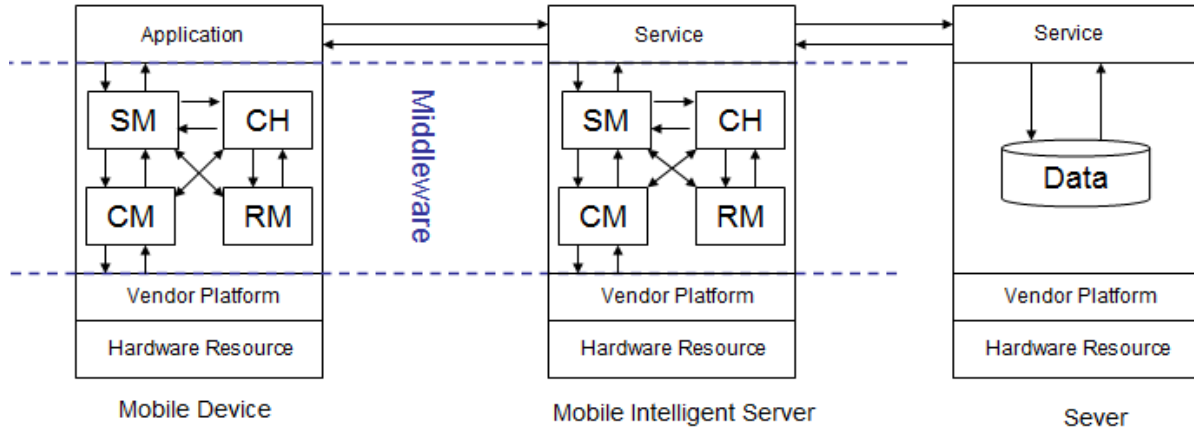 Application
Service
Service
SM
CH
SM
CH
Middleware
Data
CM
RM
CM
RM
Vendor Platform
Vendor Platform
Vendor Platform
Hardware Resource
Hardware Resource
Hardware Resource
Mobile Device
Mobile Intelligent Server
Sever